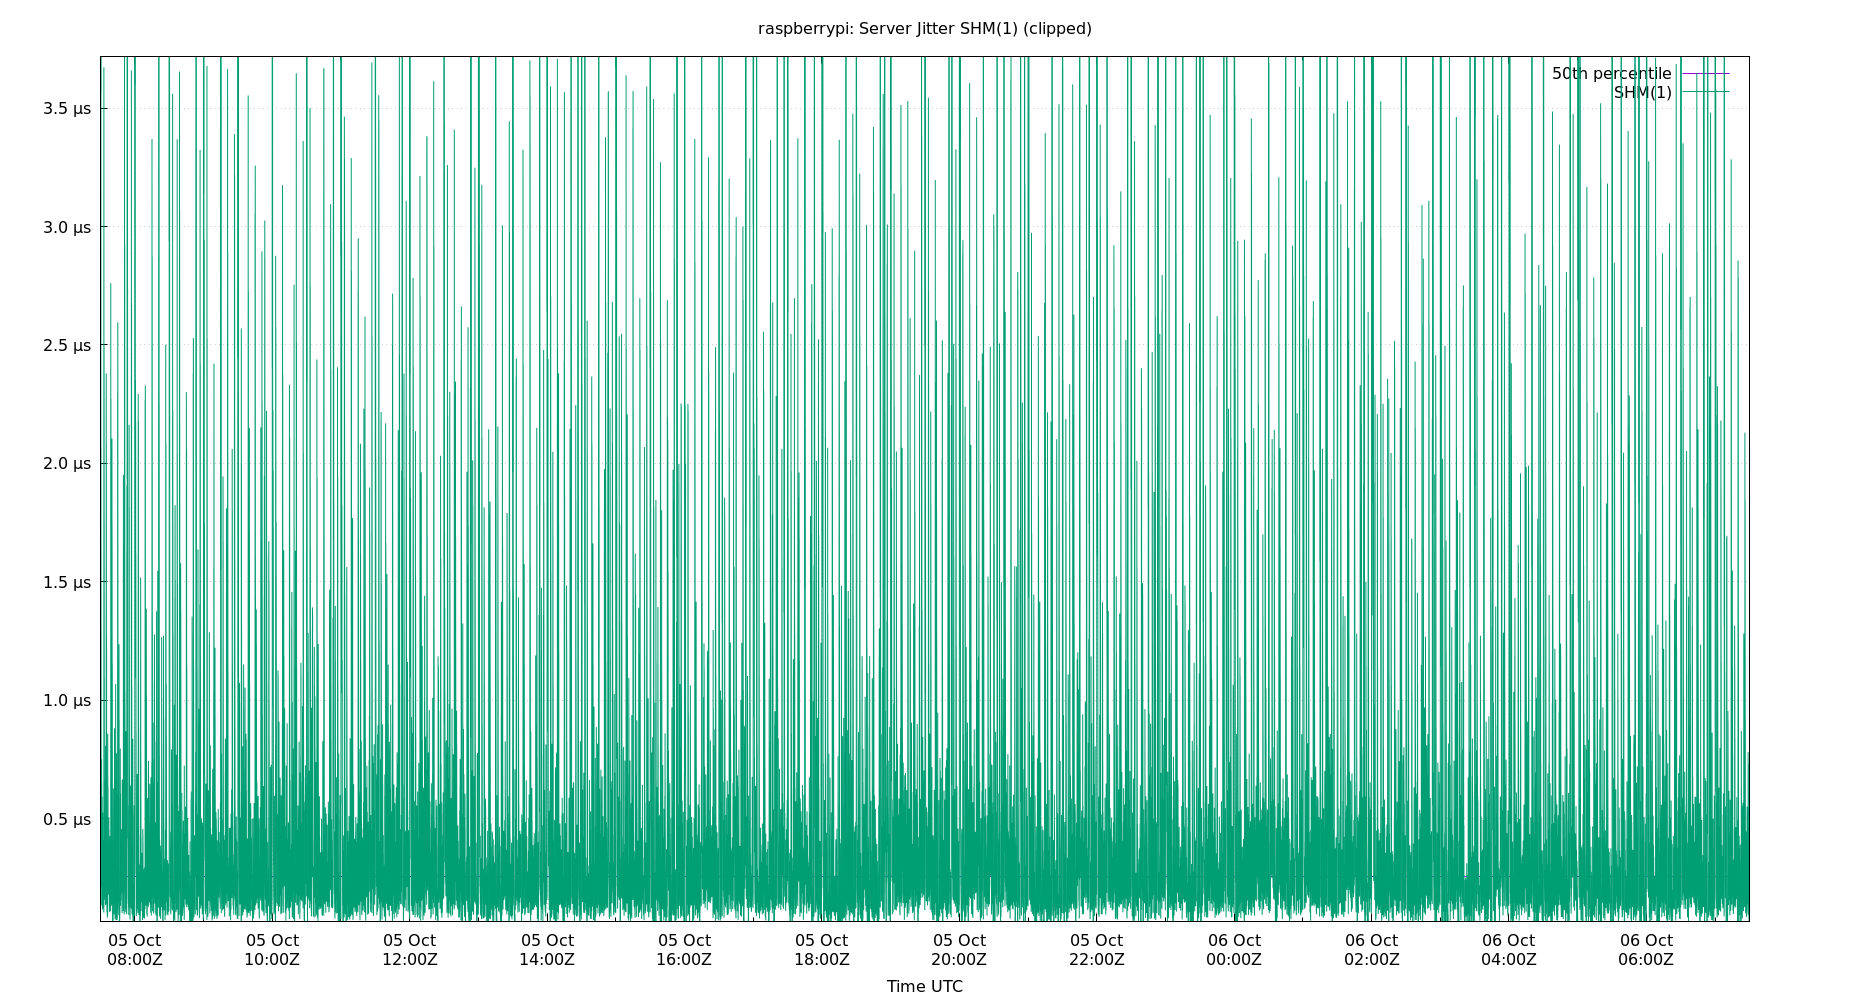 raspberrypi: Server Jitter SHM(1) (clipped)
50th percentile
SHM(1)
3.5 µs
3.0 µs
2.5 µs
2.0 µs
1.5 µs
1.0 µs
0.5 µs
05 Oct 05 Oct 05 Oct 05 Oct 05 Oct 05 Oct 05 Oct 05 Oct 06 Oct 06 Oct 06 Oct 06 Oct
08:00Z 10:00Z 12:00Z 14:00Z 16:00Z 18:00Z 20:00Z 22:00Z 00:00Z 02:00Z 04:00Z 06:00Z
Time UTC